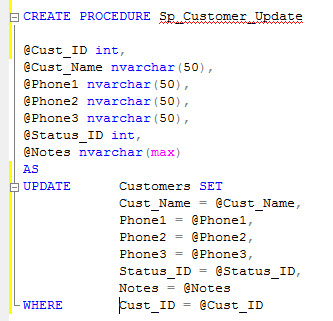 CREATE PROCEDURE Sp_Customer_Update
@Cust_ID int,
@Cust_Name nvarchar(50),
@Phone1 nvarchar(50),
@Phone2 nvarchar(50),
@Phone3 nvarchar(50),
@Status_ID int,
@Notes nvarchar(max)
AS
UPDATE Customers SET
Cust_Name = @Cust_Name,
Phone1 = @Phone1,
Phone2 = @Phone2,
Phone3 = @Phone3,
Status_ID = @Status_ID,
Notes = @Notes
WHERE Cust_ID = @Cust_ID